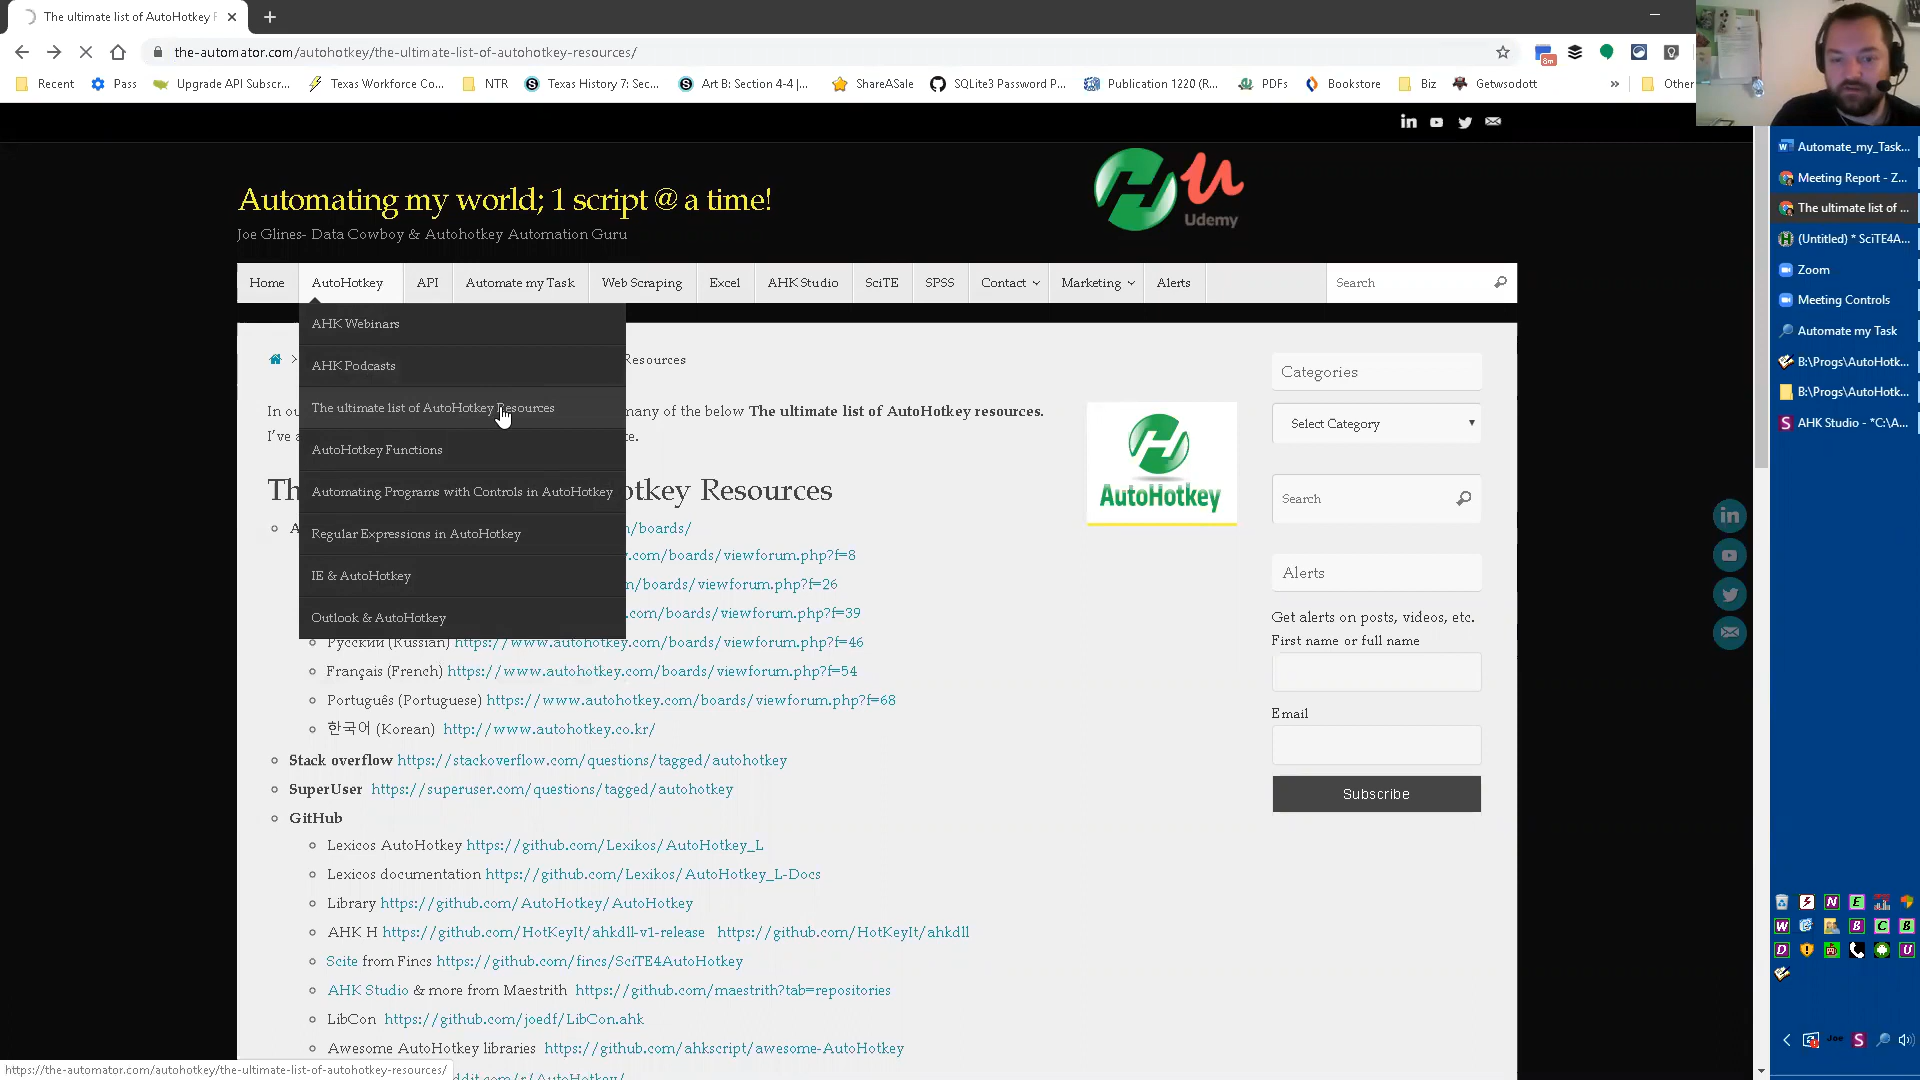 The ultimate list of AutoHotkey
the-automator.com/autohotkey/the-ultimate-list-of-autohotkey-resources/
8m
Recent Pass Upgrade API Subscr... Texas Workforce Co... NTR Texas History 7: Sec... Art B: Section 4-4 |... ShareASale SQLite3 Password P... Publication 1220 (R... PDFs Bookstore Biz Getwsodott » Other
Automating my world; 1 script @ a time!
Udemy
Joe Glines- Data Cowboy & Autohotkey Automation Guru
Home AutoHotkey API Automate my Task Web Scraping Excel AHK Studio SciTE SPSS Contact Marketing Alerts Search
AHK Webinars
AHK Podcasts
The ultimate list of AutoHotkey Resources
AutoHotkey Functions
Automating Programs with Controls in AutoHotkey
Regular Expressions in AutoHotkey
IE & AutoHotkey
Outlook & AutoHotkey
Resources
In ou many of the below The ultimate list of AutoHotkey resources.
I've a te.
Th otkey Resources
A m/boards/
.com/boards/viewforum.php?f=8
m/boards/viewforum.php?f=26
.com/boards/viewforum.php?f=39
Русский (Russian) https://www.autohotkey.com/boards/viewforum.php?f=46
Français (French) https://www.autohotkey.com/boards/viewforum.php?f=54
Português (Portuguese) https://www.autohotkey.com/boards/viewforum.php?f=68
한국어 (Korean) http://www.autohotkey.co.kr/
Stack overflow https://stackoverflow.com/questions/tagged/autohotkey
SuperUser https://superuser.com/questions/tagged/autohotkey
GitHub
Lexicos AutoHotkey https://github.com/Lexikos/AutoHotkey_L
Lexicos documentation https://github.com/Lexikos/AutoHotkey_L-Docs
Library https://github.com/AutoHotkey/AutoHotkey
AHK H https://github.com/HotKeyIt/ahkdll-v1-release https://github.com/HotKeyIt/ahkdll
Scite from Fincs https://github.com/fincs/SciTE4AutoHotkey
AHK Studio & more from Maestrith https://github.com/maestrith?tab=repositories
LibCon https://github.com/joedf/LibCon.ahk
Awesome AutoHotkey libraries https://github.com/ahkscript/awesome-AutoHotkey
ddit.com/r/AutoHotkey/
AutoHotkey
Categories
Select Category
Search
Alerts
Get alerts on posts, videos, etc.
First name or full name
Email
Subscribe
Automate_my_Task...
Meeting Report - Z...
The ultimate list of ...
(Untitled) * SciTE4A...
Zoom
Meeting Controls
Automate my Task
B:\Progs\AutoHotk...
B:\Progs\AutoHotk...
AHK Studio - *C:\A...
N E
W B C B
D U
Joe S
https://the-automator.com/autohotkey/the-ultimate-list-of-autohotkey-resources/